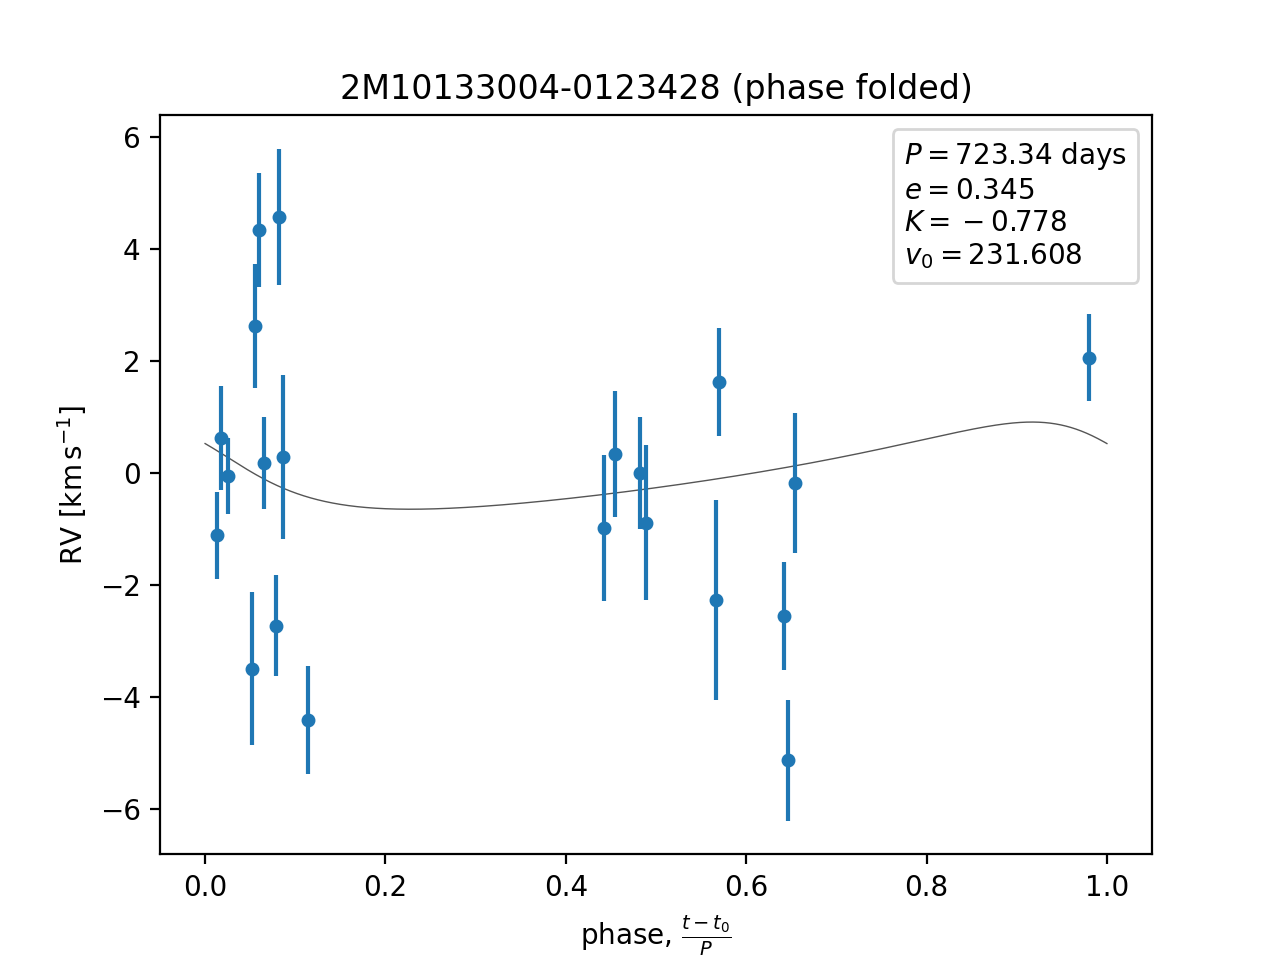 2M10133004-0123428 (phase folded)
P = 723.34 days
e = 0.345
K = −0.778
v₀ = 231.608
RV [km s⁻¹]
6
4
2
0
−2
−4
−6
0.0 0.2 0.4 0.6 0.8 1.0
phase, (t − t₀)/P